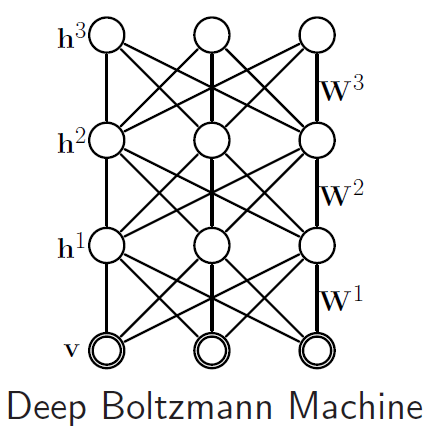 h³
W³
h²
W²
h¹
W¹
v
Deep Boltzmann Machine